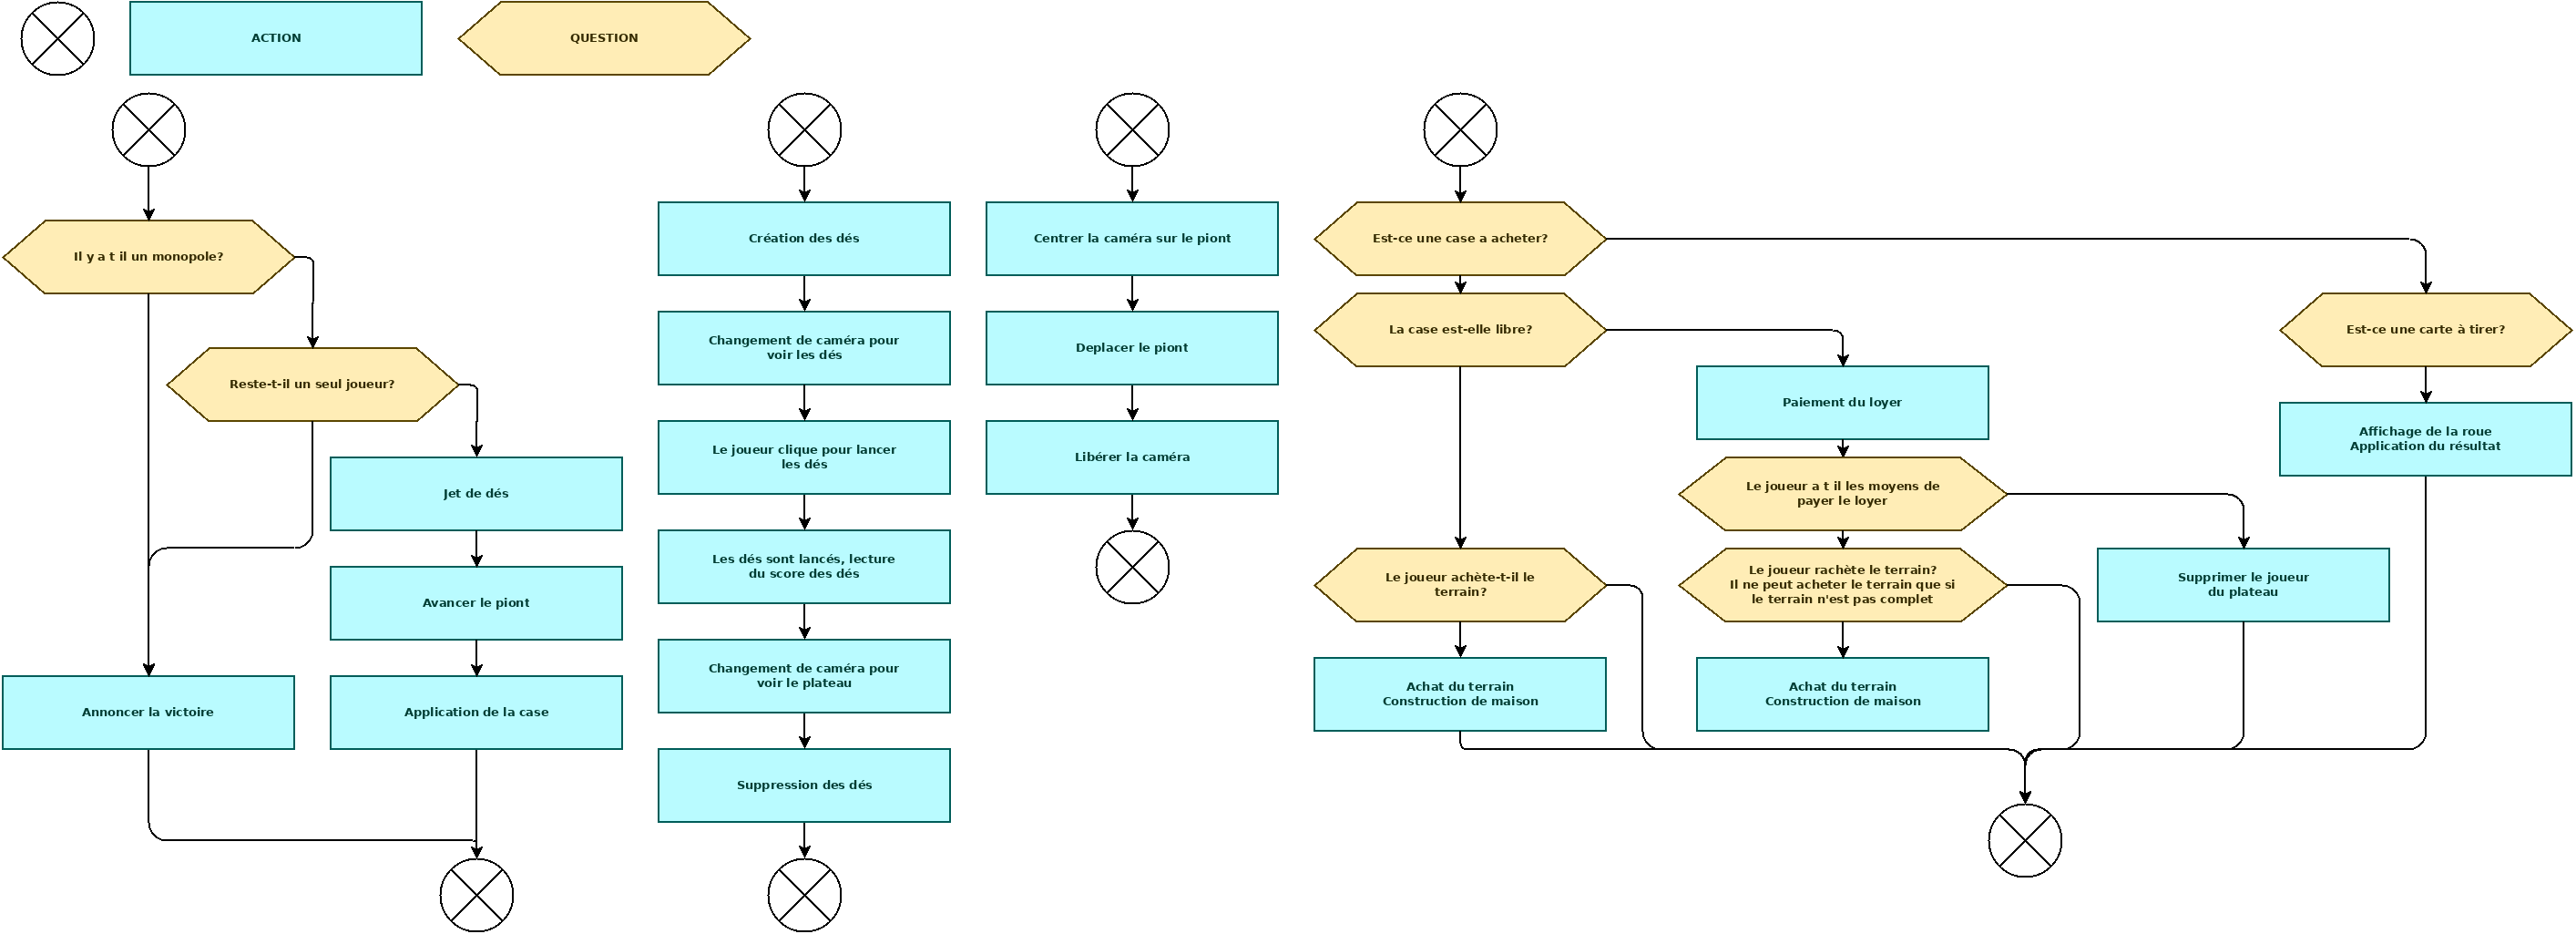 ACTION
QUESTION
Il y a t il un monopole?
Reste-t-il un seul joueur?
Jet de dés
Avancer le piont
Annoncer la victoire
Application de la case
Création des dés
Changement de caméra pour
voir les dés
Le joueur clique pour lancer
les dés
Les dés sont lancés, lecture
du score des dés
Changement de caméra pour
voir le plateau
Suppression des dés
Centrer la caméra sur le piont
Deplacer le piont
Libérer la caméra
Est-ce une case a acheter?
La case est-elle libre?
Le joueur achète-t-il le
terrain?
Achat du terrain
Construction de maison
Paiement du loyer
Le joueur a t il les moyens de
payer le loyer
Le joueur rachète le terrain?
Il ne peut acheter le terrain que si
le terrain n'est pas complet
Achat du terrain
Construction de maison
Supprimer le joueur
du plateau
Est-ce une carte à tirer?
Affichage de la roue
Application du résultat